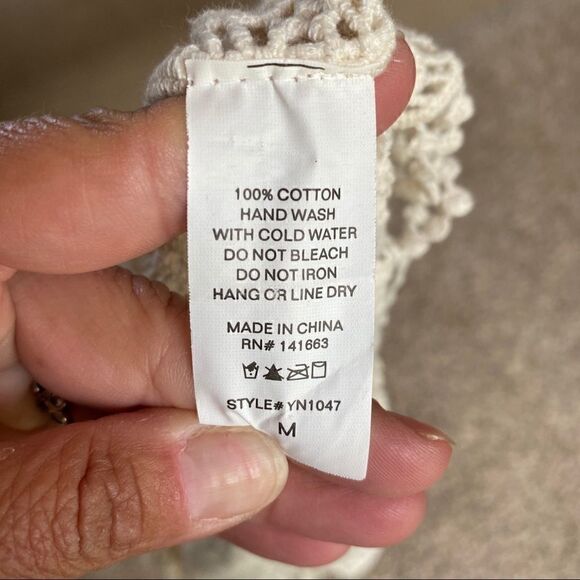 100% COTTON
HAND WASH
WITH COLD WATER
DO NOT BLEACH
DO NOT IRON
HANG OR LINE DRY
MADE IN CHINA
RN# 141663
STYLE# YN1047
M